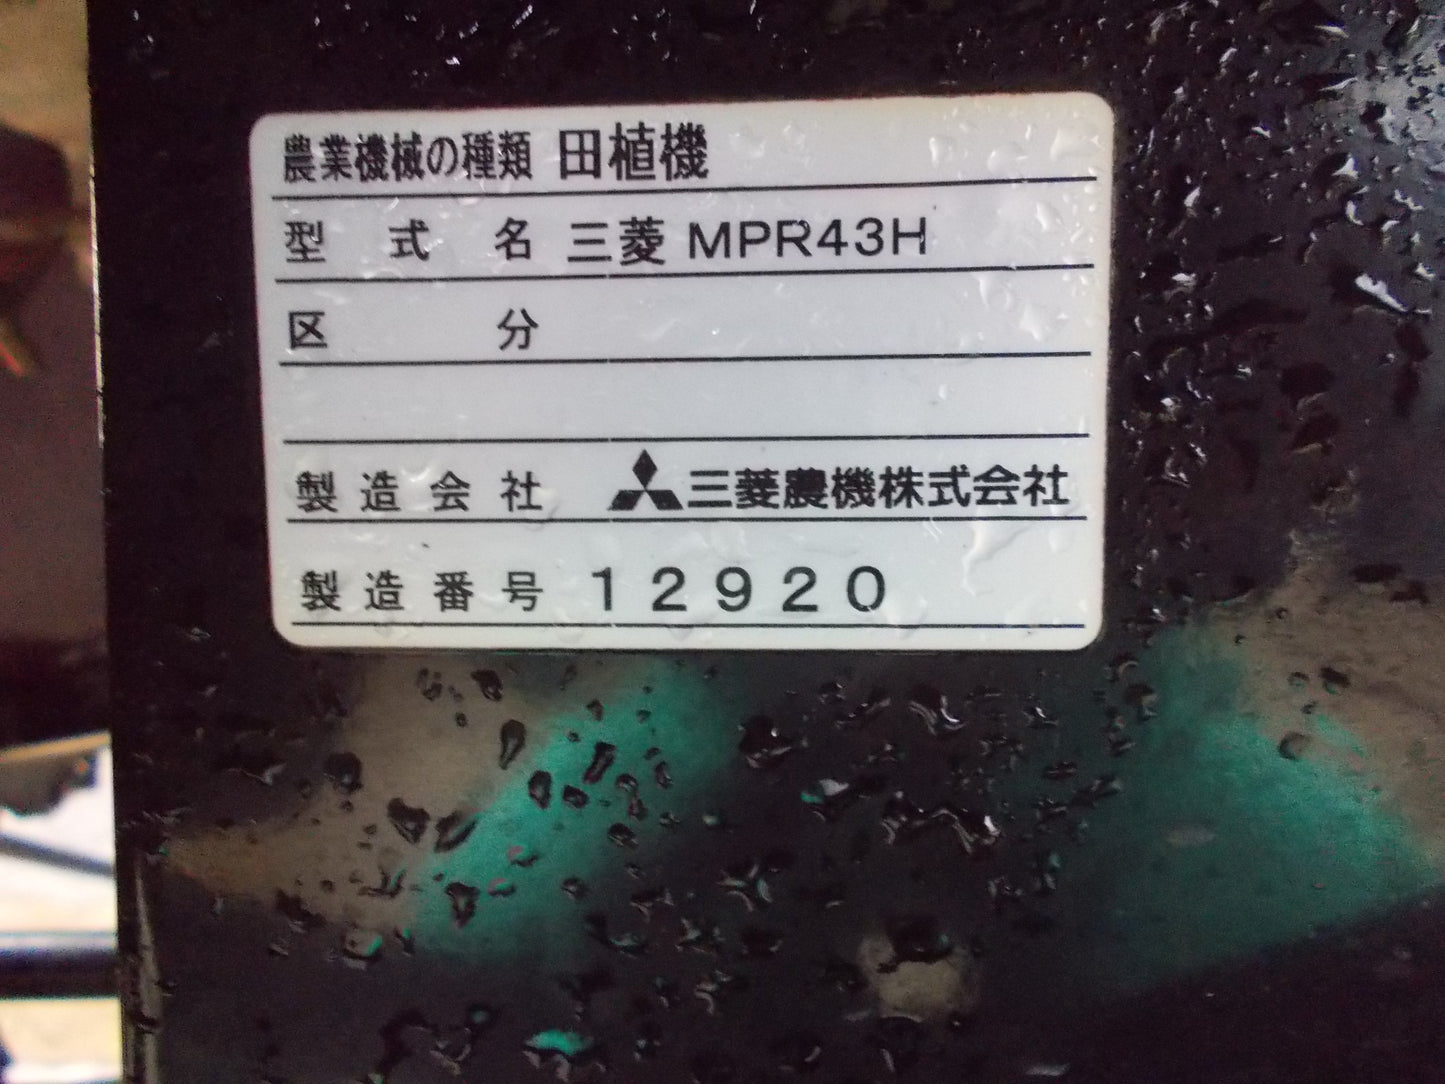 農業機械の種類 田植機
型式名 三菱 MPR43H
区分
製造会社 三菱農機株式会社
製造番号 12920